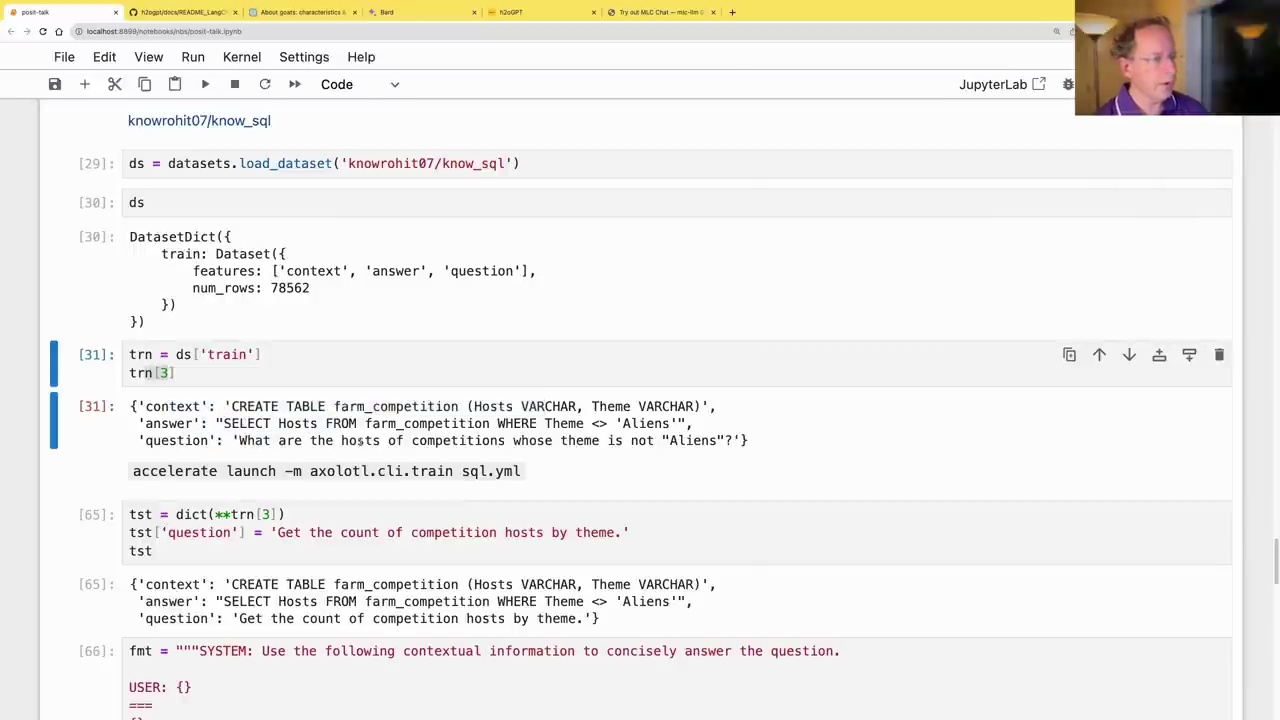 posit-talk
h2ogpt/docs/README_LangCh
About goats: characteristics &
Bard
h2oGPT
Try out MLC Chat — mlc-llm
localhost:8899/notebooks/nbs/posit-talk.ipynb
File Edit View Run Kernel Settings Help
Code
JupyterLab
knowrohit07/know_sql
[29]: ds = datasets.load_dataset('knowrohit07/know_sql')
[30]: ds
[30]: DatasetDict({
train: Dataset({
features: ['context', 'answer', 'question'],
num_rows: 78562
})
})
[31]: trn = ds['train']
trn[3]
[31]: {'context': 'CREATE TABLE farm_competition (Hosts VARCHAR, Theme VARCHAR)',
'answer': "SELECT Hosts FROM farm_competition WHERE Theme <> 'Aliens'",
'question': 'What are the hosts of competitions whose theme is not "Aliens"?'}
accelerate launch -m axolotl.cli.train sql.yml
[65]: tst = dict(**trn[3])
tst['question'] = 'Get the count of competition hosts by theme.'
tst
[65]: {'context': 'CREATE TABLE farm_competition (Hosts VARCHAR, Theme VARCHAR)',
'answer': "SELECT Hosts FROM farm_competition WHERE Theme <> 'Aliens'",
'question': 'Get the count of competition hosts by theme.'}
[66]: fmt = """SYSTEM: Use the following contextual information to concisely answer the question.
USER: {}
===
{}